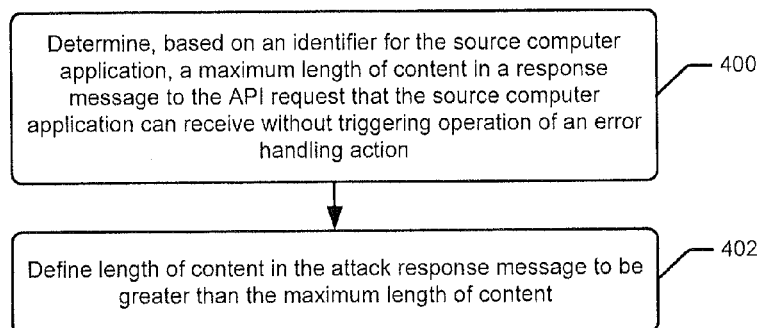 Determine, based on an identifier for the source computer
application, a maximum length of content in a response
message to the API request that the source computer
application can receive without triggering operation of an error
handling action
400
Define length of content in the attack response message to be
greater than the maximum length of content
402